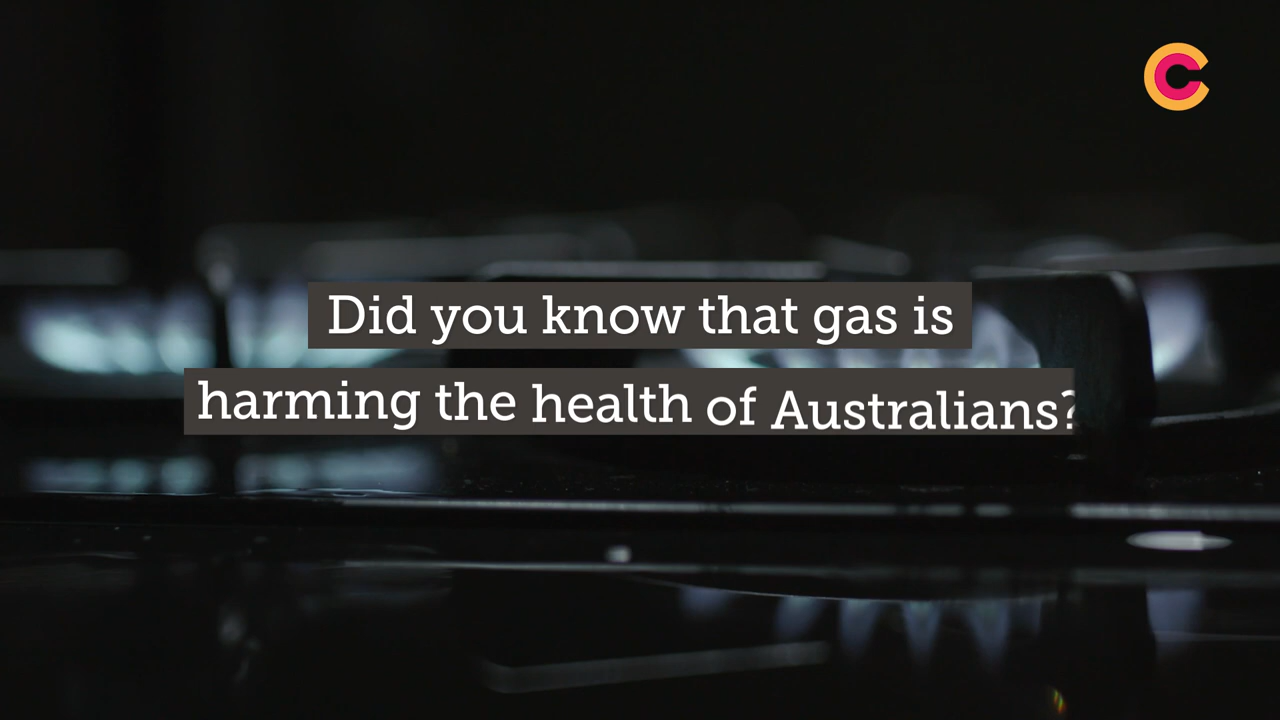 Did you know that gas is
harming the health of Australians?